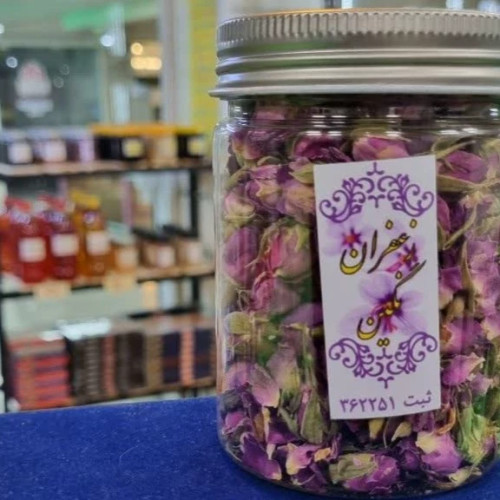 زعفران
نگین
ثبت ۳۶۲۲۵۱